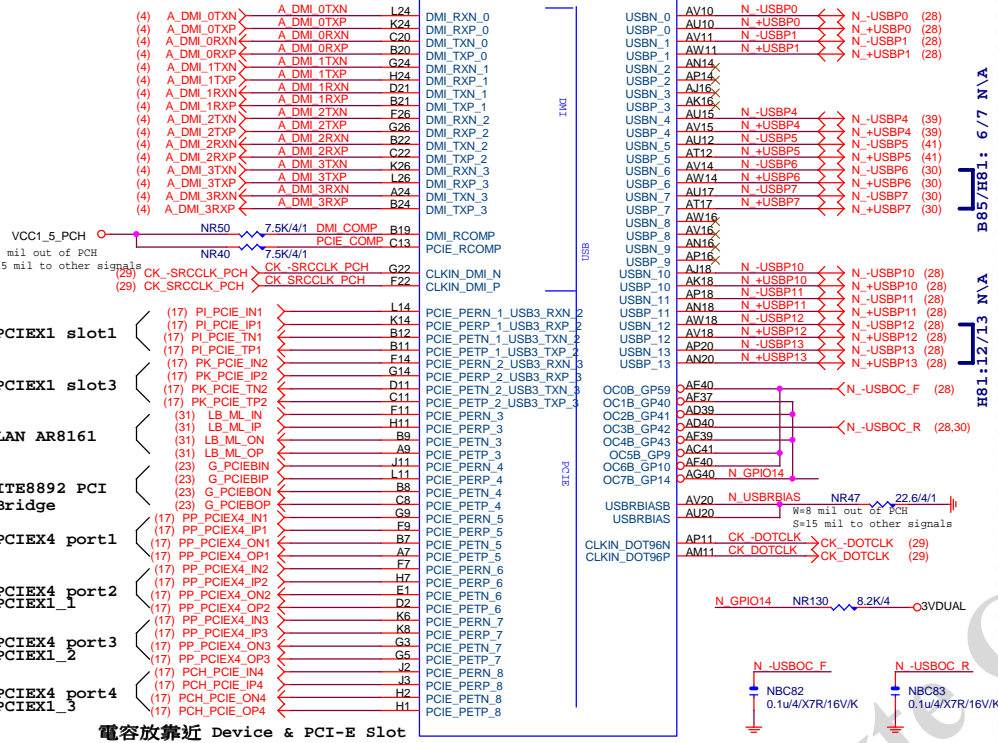 (4) A_DMI_0TXN A_DMI_0TXN L24 DMI_RXN_0
(4) A_DMI_0TXP A_DMI_0TXP K24 DMI_RXP_0
(4) A_DMI_0RXN A_DMI_0RXN C20 DMI_TXN_0
(4) A_DMI_0RXP A_DMI_0RXP B20 DMI_TXP_0
(4) A_DMI_1TXN A_DMI_1TXN G24 DMI_RXN_1
(4) A_DMI_1TXP A_DMI_1TXP H24 DMI_RXP_1
(4) A_DMI_1RXN A_DMI_1RXN D21 DMI_TXN_1
(4) A_DMI_1RXP A_DMI_1RXP B21 DMI_TXP_1
(4) A_DMI_2TXN A_DMI_2TXN F26 DMI_RXN_2
(4) A_DMI_2TXP A_DMI_2TXP G26 DMI_RXP_2
(4) A_DMI_2RXN A_DMI_2RXN B22 DMI_TXN_2
(4) A_DMI_2RXP A_DMI_2RXP C22 DMI_TXP_2
(4) A_DMI_3TXN A_DMI_3TXN K26 DMI_RXN_3
(4) A_DMI_3TXP A_DMI_3TXP L26 DMI_RXP_3
(4) A_DMI_3RXN A_DMI_3RXN A24 DMI_TXN_3
(4) A_DMI_3RXP A_DMI_3RXP B24 DMI_TXP_3
VCC1_5_PCH NR50 7.5K/4/1 DMI_COMP B19 DMI_RCOMP
NR40 7.5K/4/1 PCIE_COMP C13 PCIE_RCOMP
mil out of PCH
5 mil to other signals
(29) CK_-SRCCLK_PCH CK_-SRCCLK_PCH G22 CLKIN_DMI_N
(29) CK_SRCCLK_PCH CK_SRCCLK_PCH F22 CLKIN_DMI_P
PCIEX1 slot1
(17) PI_PCIE_IN1 L14 PCIE_PERN_1_USB3_RXN_2
(17) PI_PCIE_IP1 K14 PCIE_PERP_1_USB3_RXP_2
(17) PI_PCIE_TN1 B12 PCIE_PETN_1_USB3_TXN_2
(17) PI_PCIE_TP1 B11 PCIE_PETP_1_USB3_TXP_2
PCIEX1 slot3
(17) PK_PCIE_IN2 F14 PCIE_PERN_2_USB3_RXN_3
(17) PK_PCIE_IP2 G14 PCIE_PERP_2_USB3_RXP_3
(17) PK_PCIE_TN2 D11 PCIE_PETN_2_USB3_TXN_3
(17) PK_PCIE_TP2 C11 PCIE_PETP_2_USB3_TXP_3
LAN AR8161
(31) LB_ML_IN F11 PCIE_PERN_3
(31) LB_ML_IP H11 PCIE_PERP_3
(31) LB_ML_ON B9 PCIE_PETN_3
(31) LB_ML_OP A9 PCIE_PETP_3
ITE8892 PCI
Bridge
(23) G_PCIEBIN J11 PCIE_PERN_4
(23) G_PCIEBIP L11 PCIE_PERP_4
(23) G_PCIEBON B8 PCIE_PETN_4
(23) G_PCIEBOP C8 PCIE_PETP_4
PCIEX4 port1
(17) PP_PCIEX4_IN1 G9 PCIE_PERN_5
(17) PP_PCIEX4_IP1 F9 PCIE_PERP_5
(17) PP_PCIEX4_ON1 B7 PCIE_PETN_5
(17) PP_PCIEX4_OP1 A7 PCIE_PETP_5
PCIEX4 port2
PCIEX1_1
(17) PP_PCIEX4_IN2 F7 PCIE_PERN_6
(17) PP_PCIEX4_IP2 H7 PCIE_PERP_6
(17) PP_PCIEX4_ON2 E1 PCIE_PETN_6
(17) PP_PCIEX4_OP2 D2 PCIE_PETP_6
PCIEX4 port3
PCIEX1_2
(17) PP_PCIEX4_IN3 K6 PCIE_PERN_7
(17) PP_PCIEX4_IP3 K8 PCIE_PERP_7
(17) PP_PCIEX4_ON3 G3 PCIE_PETN_7
(17) PP_PCIEX4_OP3 G5 PCIE_PETP_7
PCIEX4 port4
PCIEX1_3
(17) PCH_PCIE_IN4 J2 PCIE_PERN_8
(17) PCH_PCIE_IP4 J3 PCIE_PERP_8
(17) PCH_PCIE_ON4 H2 PCIE_PETN_8
(17) PCH_PCIE_OP4 H1 PCIE_PETP_8
電容放靠近 Device & PCI-E Slot
DMI
USB
PCIE
USBN_0 AV10 N_-USBP0 N_-USBP0 (28)
USBP_0 AU10 N_+USBP0 N_+USBP0 (28)
USBN_1 AV11 N_-USBP1 N_-USBP1 (28)
USBP_1 AW11 N_+USBP1 N_+USBP1 (28)
USBN_2 AN14
USBP_2 AP14
USBN_3 AJ16
USBP_3 AK16
USBN_4 AU15 N_-USBP4 N_-USBP4 (39)
USBP_4 AV15 N_+USBP4 N_+USBP4 (39)
USBN_5 AU12 N_-USBP5 N_-USBP5 (41)
USBP_5 AT12 N_+USBP5 N_+USBP5 (41)
USBN_6 AV14 N_-USBP6 N_-USBP6 (30)
USBP_6 AW14 N_+USBP6 N_+USBP6 (30)
USBN_7 AU17 N_-USBP7 N_-USBP7 (30)
USBP_7 AT17 N_+USBP7 N_+USBP7 (30)
USBN_8 AW16
USBP_8 AV16
USBN_9 AN16
USBP_9 AP16
USBN_10 AJ18 N_-USBP10 N_-USBP10 (28)
USBP_10 AK18 N_+USBP10 N_+USBP10 (28)
USBN_11 AP18 N_-USBP11 N_-USBP11 (28)
USBP_11 AN18 N_+USBP11 N_+USBP11 (28)
USBN_12 AW18 N_-USBP12 N_-USBP12 (28)
USBP_12 AV18 N_+USBP12 N_+USBP12 (28)
USBN_13 AP20 N_-USBP13 N_-USBP13 (28)
USBP_13 AN20 N_+USBP13 N_+USBP13 (28)
B85/H81: 6/7 N\A
H81:12/13 N\A
OC0B_GP59 AE40 N_-USBOC_F (28)
OC1B_GP40 AF37
OC2B_GP41 AD39
OC3B_GP42 AD40 N_-USBOC_R (28,30)
OC4B_GP43 AF39
OC5B_GP9 AC41
OC6B_GP10 AF40
OC7B_GP14 AG40 N_GPIO14
USBRBIASB AV20 N_USBRBIAS NR47 22.6/4/1
USBRBIAS AU20
W=8 mil out of PCH
S=15 mil to other signals
CLKIN_DOT96N AP11 CK_-DOTCLK CK_-DOTCLK (29)
CLKIN_DOT96P AM11 CK_DOTCLK CK_DOTCLK (29)
N_GPIO14 NR130 8.2K/4 3VDUAL
N_-USBOC_F N_-USBOC_R
NBC82 NBC83
0.1u/4/X7R/16V/K 0.1u/4/X7R/16V/K